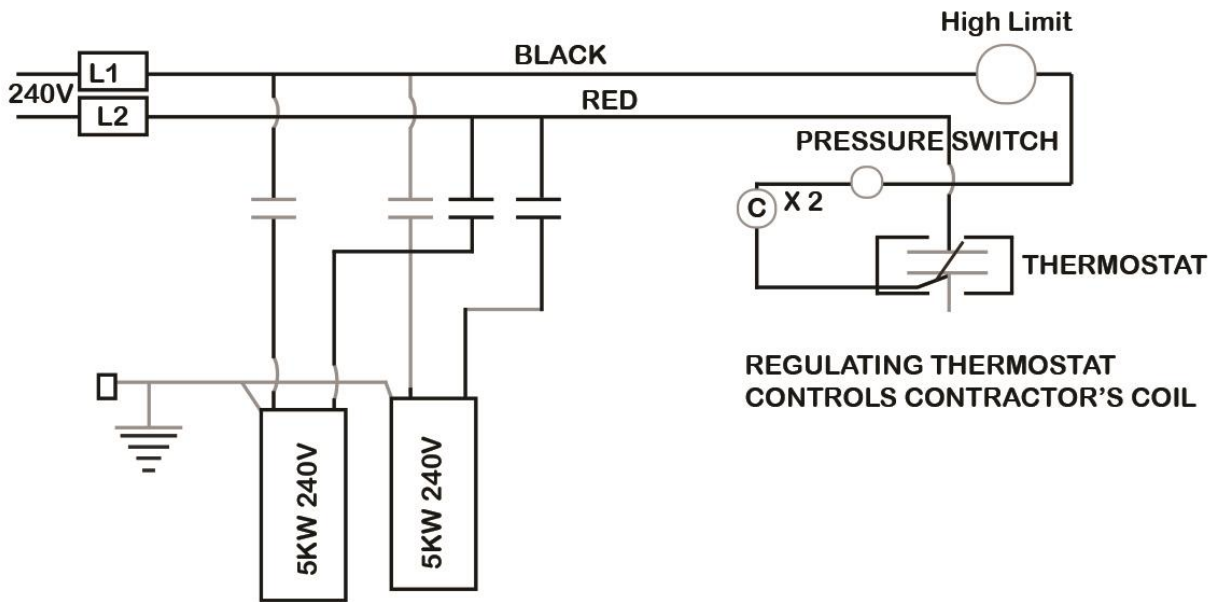 High Limit
L1
BLACK
240V
L2
RED
PRESSURE SWITCH
C
X 2
THERMOSTAT
REGULATING THERMOSTAT
CONTROLS CONTRACTOR'S COIL
5KW 240V
5KW 240V